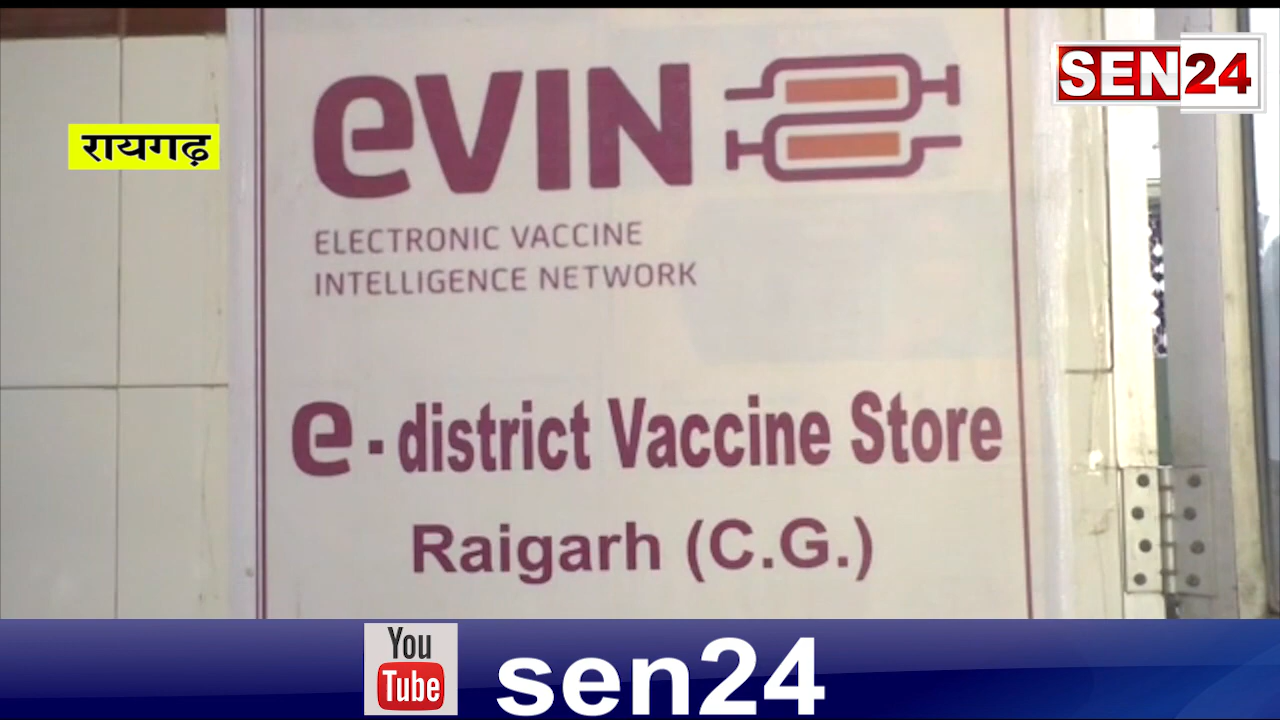 SEN24
रायगढ़
eVIN
ELECTRONIC VACCINE
INTELLIGENCE NETWORK
e - district Vaccine Store
Raigarh (C.G.)
You
Tube
sen24